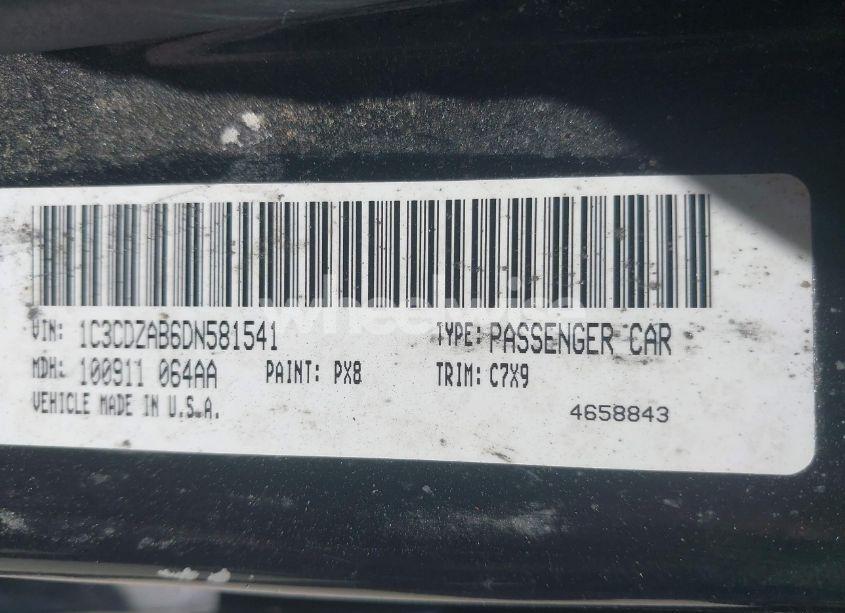 VIN: 1C3CDZAB6DN581541 TYPE: PASSENGER CAR
MDH: 100911 064AA PAINT: PX8 TRIM: C7X9
VEHICLE MADE IN U.S.A. 4658843